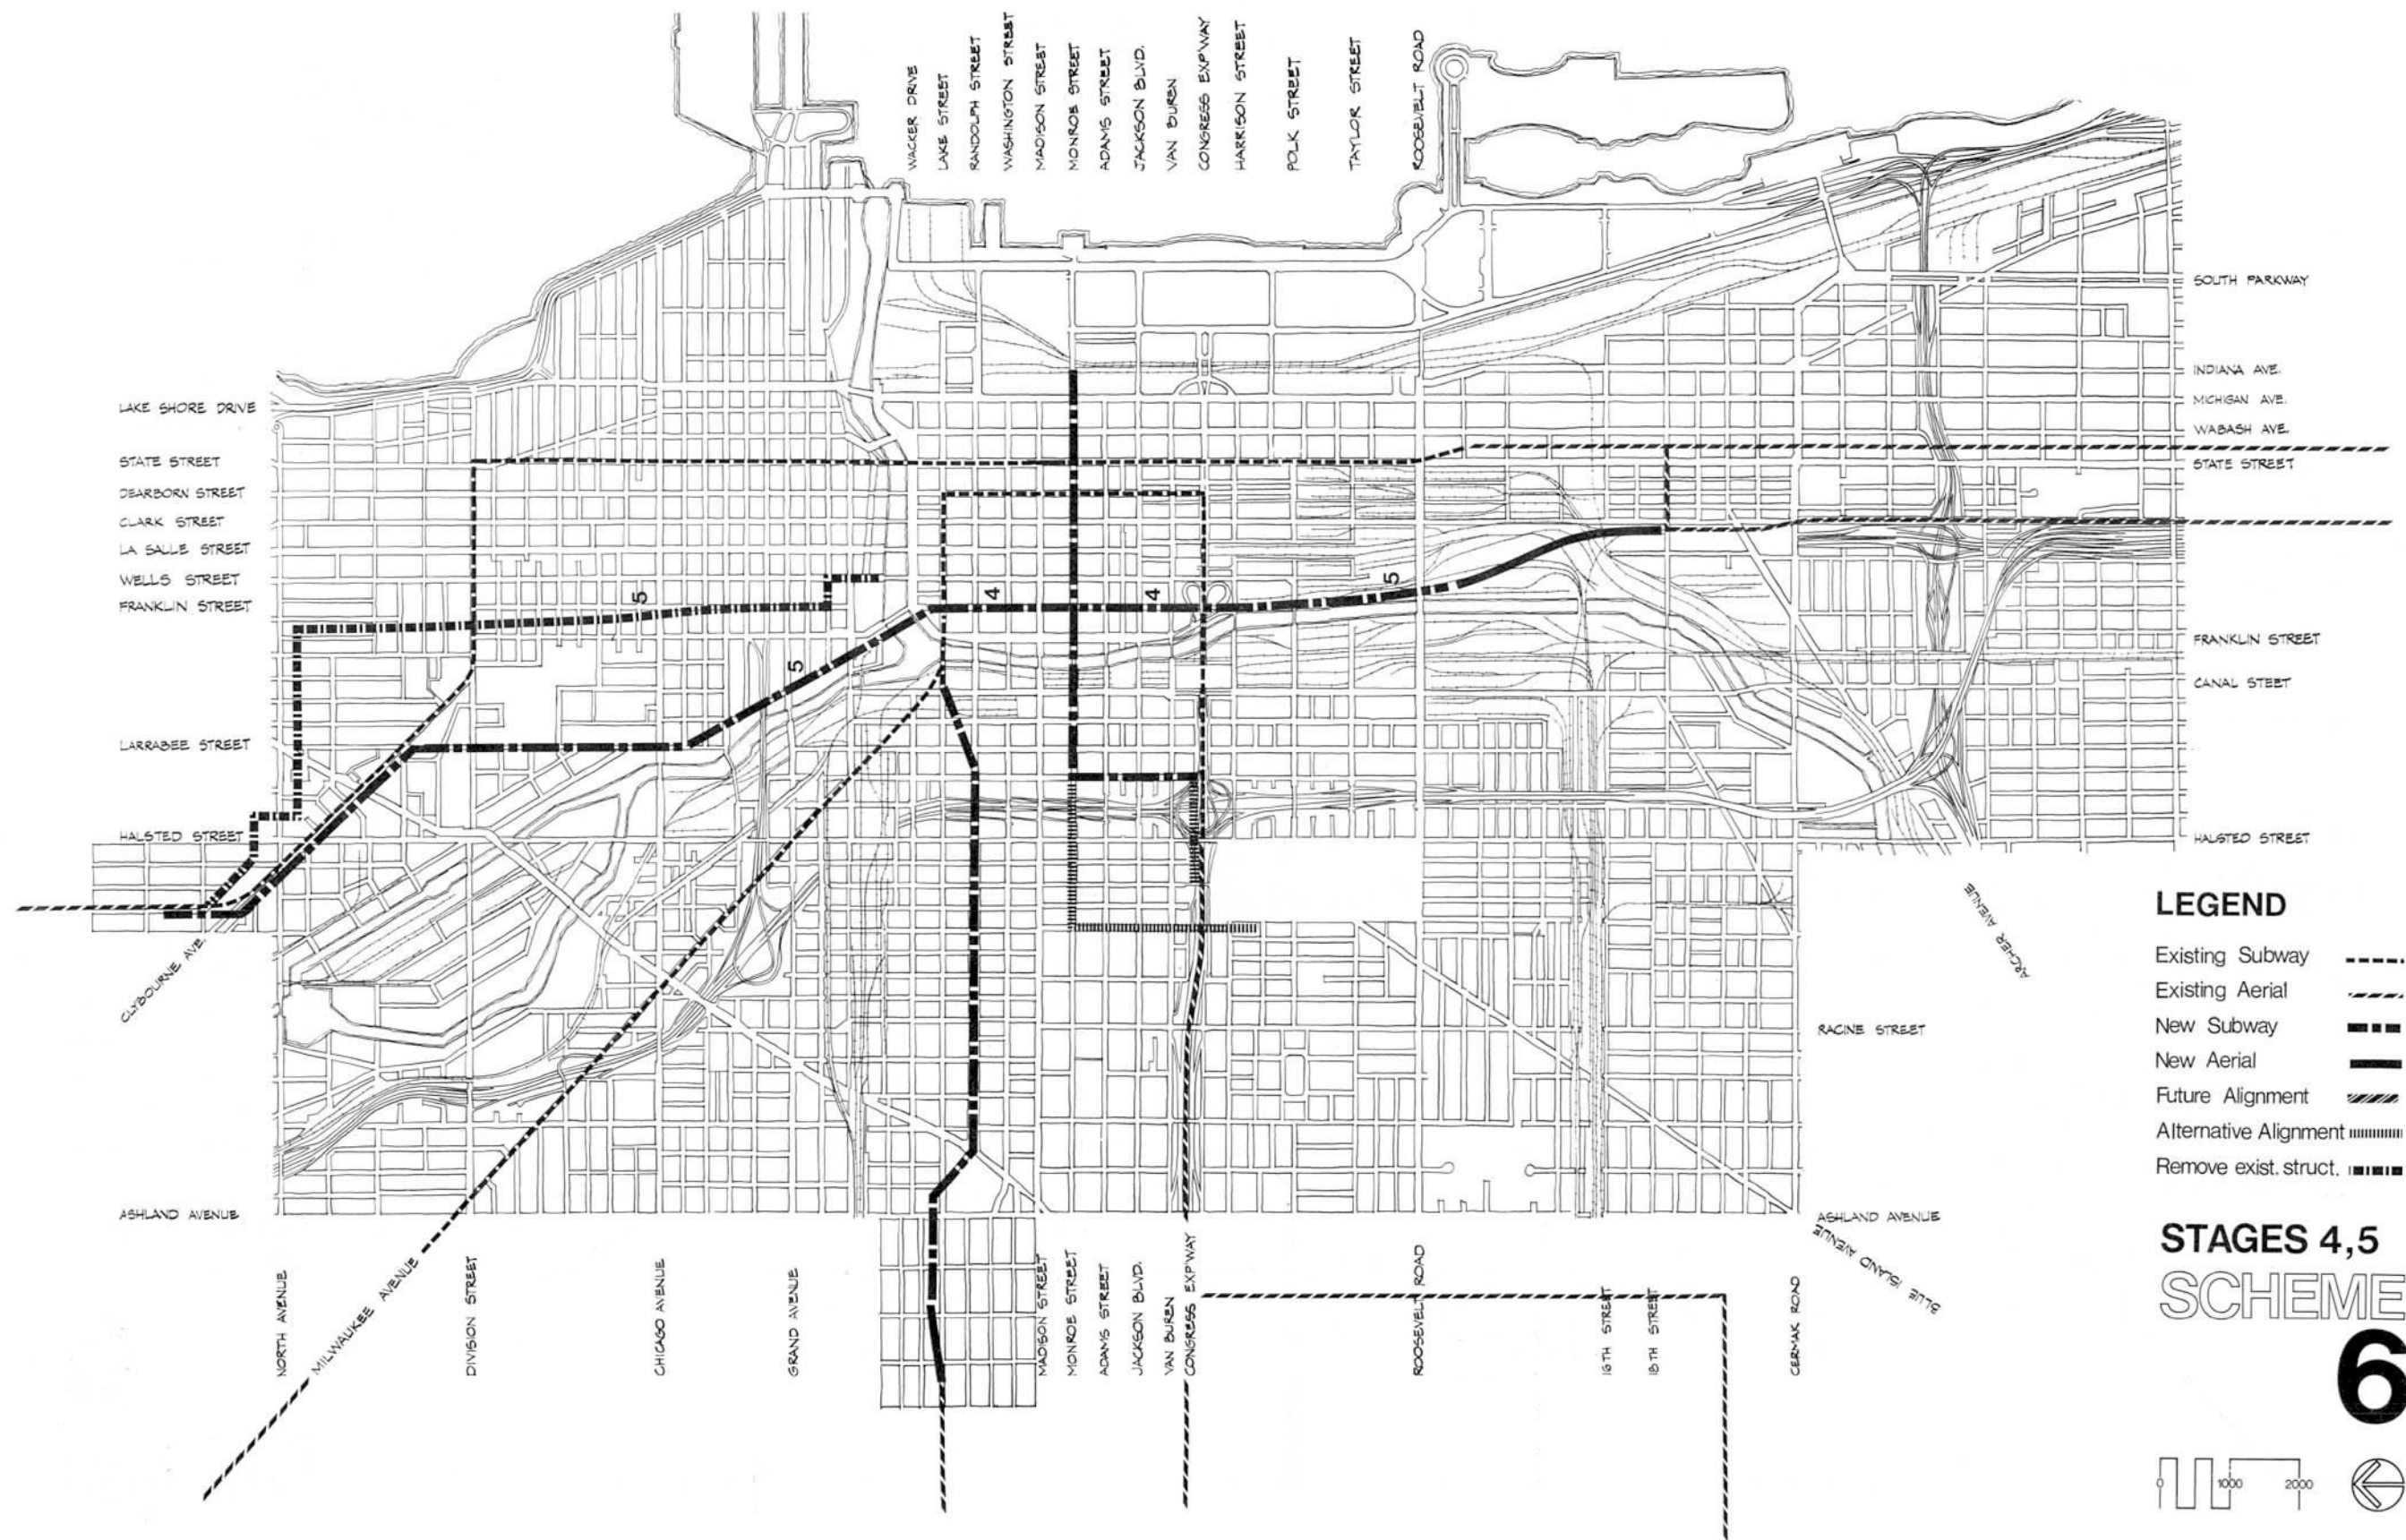 WACKER DRIVE
LAKE STREET
RANDOLPH STREET
WASHINGTON STREET
MADISON STREET
MONROE STREET
ADAMS STREET
JACKSON BLVD.
VAN BUREN
CONGRESS EXP'WAY
HARRISON STREET
POLK STREET
TAYLOR STREET
ROOSEVELT ROAD
LAKE SHORE DRIVE
STATE STREET
DEARBORN STREET
CLARK STREET
LA SALLE STREET
WELLS STREET
FRANKLIN STREET
LARRABEE STREET
HALSTED STREET
CLYBOURNE AVE.
ASHLAND AVENUE
5
5
4
4
5
SOUTH PARKWAY
INDIANA AVE.
MICHIGAN AVE.
WABASH AVE.
STATE STREET
FRANKLIN STREET
CANAL STEET
HALSTED STREET
ARCHER AVENUE
RACINE STREET
ASHLAND AVENUE
BLUE ISLAND AVENUE
NORTH AVENUE
MILWAUKEE AVENUE
DIVISION STREET
CHICAGO AVENUE
GRAND AVENUE
MADISON STREET
MONROE STREET
ADAMS STREET
JACKSON BLVD.
VAN BUREN
CONGRESS EXP'WAY
ROOSEVELT ROAD
16TH STREET
18TH STREET
CERMAK ROAD
LEGEND
Existing Subway
Existing Aerial
New Subway
New Aerial
Future Alignment
Alternative Alignment
Remove exist. struct.
STAGES 4,5
SCHEME
6
0 1000 2000